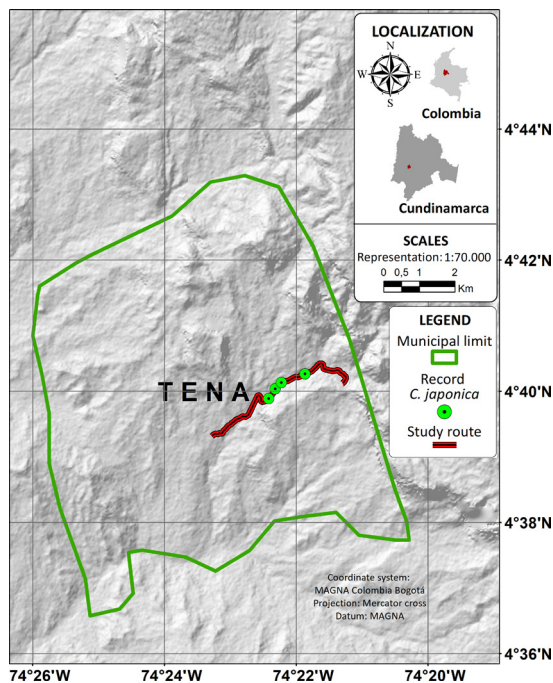 LOCALIZATION
N
W E
S
Colombia
Cundinamarca
SCALES
Representation: 1:70.000
0 0,5 1 2
Km
LEGEND
Municipal limit
Record
C. japonica
Study route
TENA
4°44'N
4°42'N
4°40'N
4°38'N
4°36'N
Coordinate system:
MAGNA Colombia Bogotá
Projection: Mercator cross
Datum: MAGNA
74°26'W 74°24'W 74°22'W 74°20'W